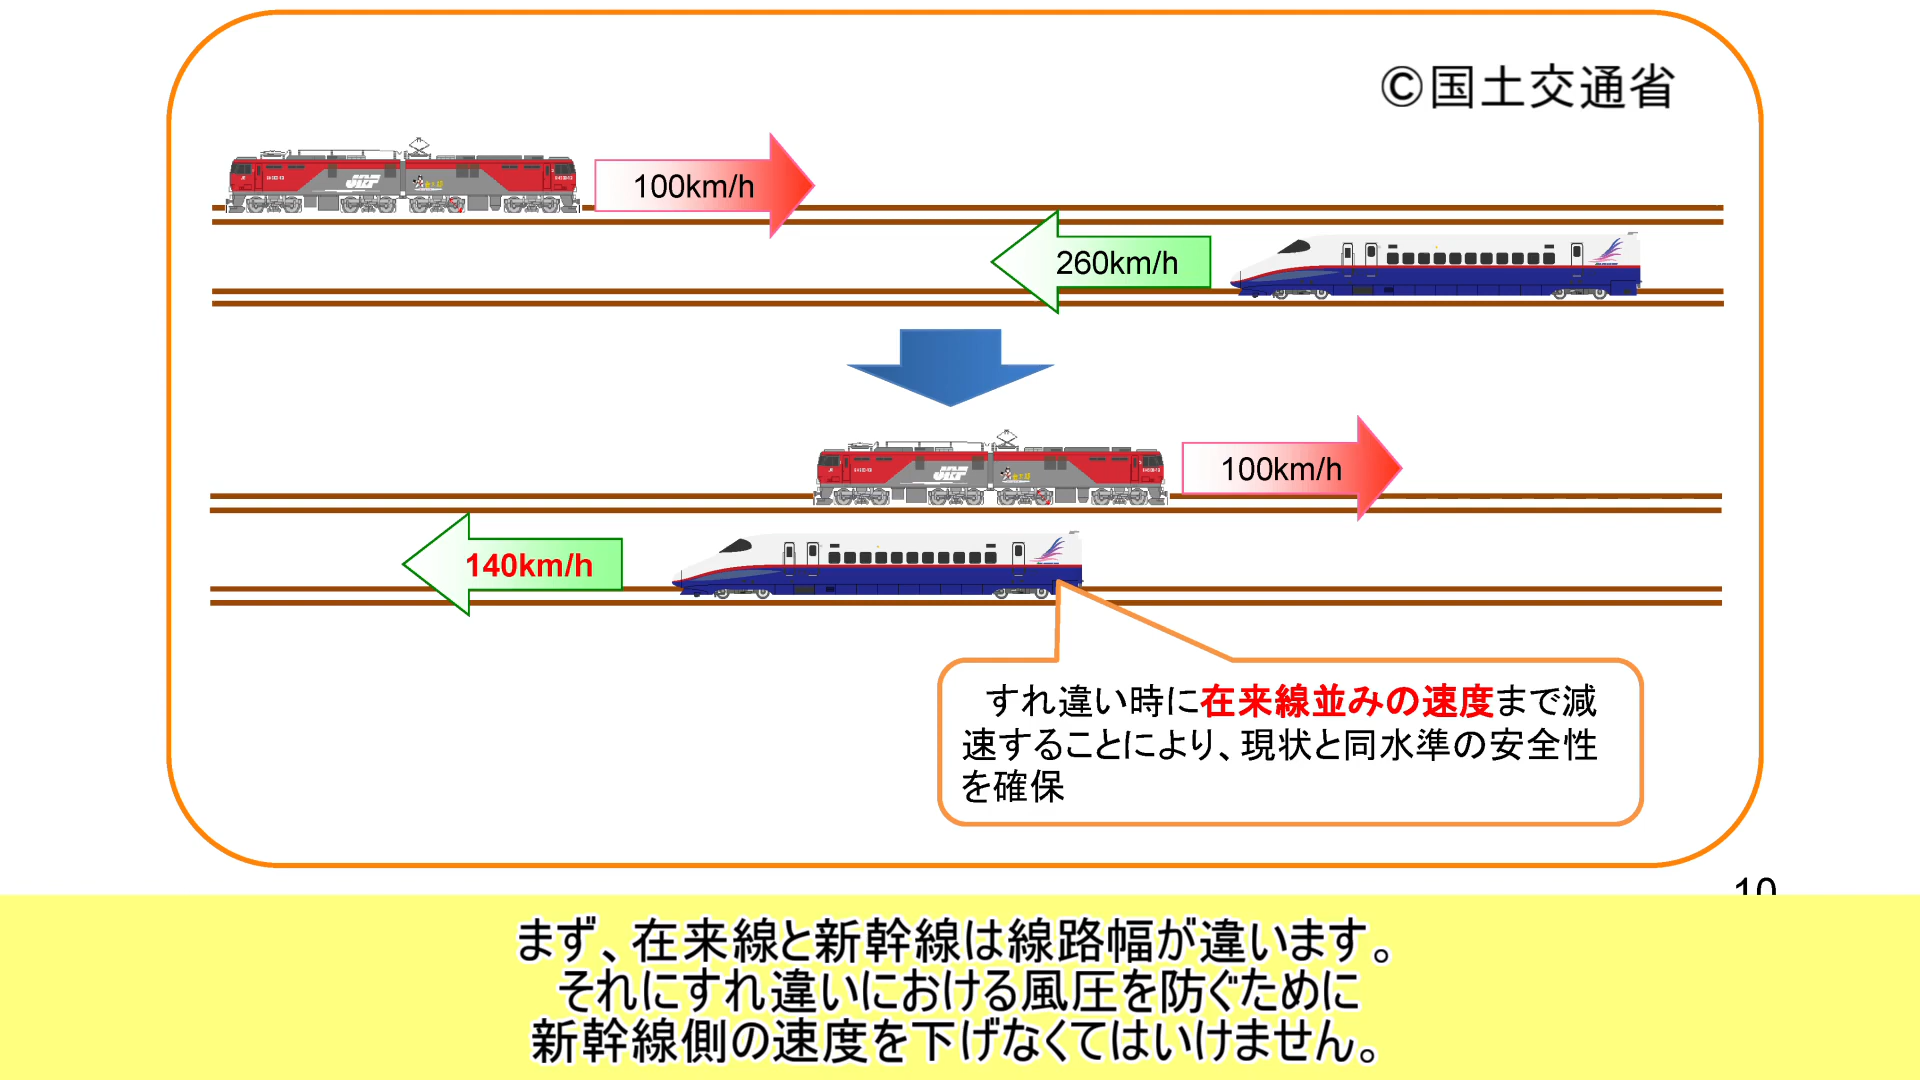 ©国土交通省
100km/h
260km/h
100km/h
140km/h
すれ違い時に在来線並みの速度まで減
速することにより、現状と同水準の安全性
を確保
10
まず、在来線と新幹線は線路幅が違います。
それにすれ違いにおける風圧を防ぐために
新幹線側の速度を下げなくてはいけません。